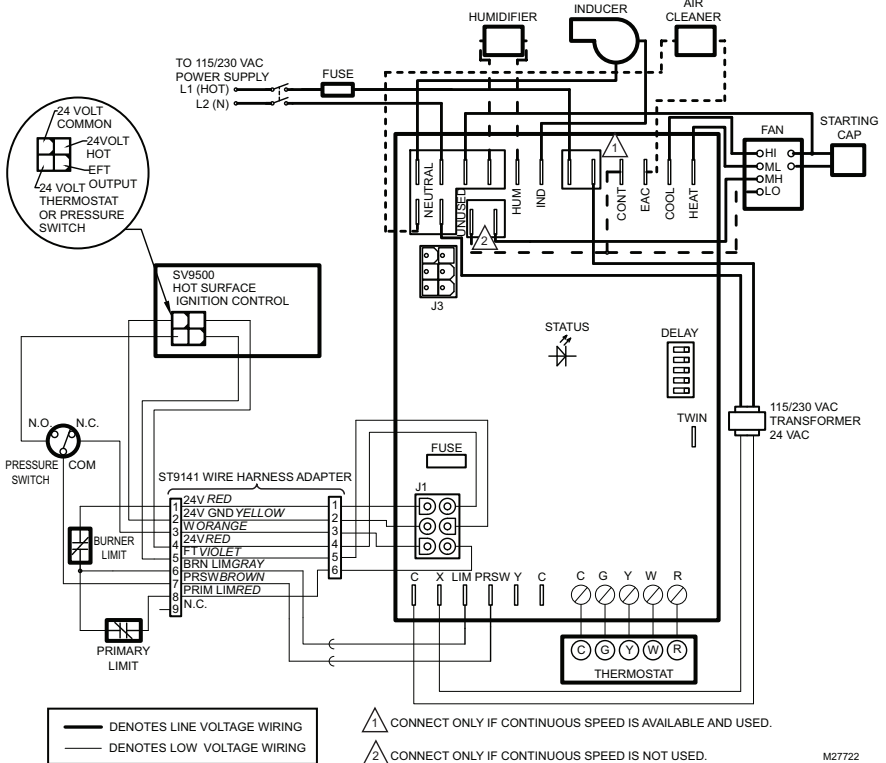 HUMIDIFIER
INDUCER
AIR
CLEANER
TO 115/230 VAC
POWER SUPPLY
L1 (HOT)
L2 (N)
FUSE
FAN
STARTING
CAP
HI
ML
MH
LO
24 VOLT
COMMON
24VOLT
HOT
EFT
OUTPUT
24 VOLT
THERMOSTAT
OR PRESSURE
SWITCH
NEUTRAL
UNUSED
HUM
IND
1
CONT
EAC
COOL
HEAT
2
J3
SV9500
HOT SURFACE
IGNITION CONTROL
STATUS
DELAY
TWIN
115/230 VAC
TRANSFORMER
24 VAC
N.O.
N.C.
PRESSURE
SWITCH
COM
FUSE
J1
ST9141 WIRE HARNESS ADAPTER
1 24V RED 1
2 24V GND YELLOW 2
3 W ORANGE 3
4 24V RED 4
5 FT VIOLET 5
6 BRN LIM GRAY 6
7 PRSW BROWN
8 PRIM LIM RED
9 N.C.
BURNER
LIMIT
PRIMARY
LIMIT
C X LIM PRSW Y C
C G Y W R
C G Y W R
THERMOSTAT
DENOTES LINE VOLTAGE WIRING
DENOTES LOW VOLTAGE WIRING
1 CONNECT ONLY IF CONTINUOUS SPEED IS AVAILABLE AND USED.
2 CONNECT ONLY IF CONTINUOUS SPEED IS NOT USED.
M27722